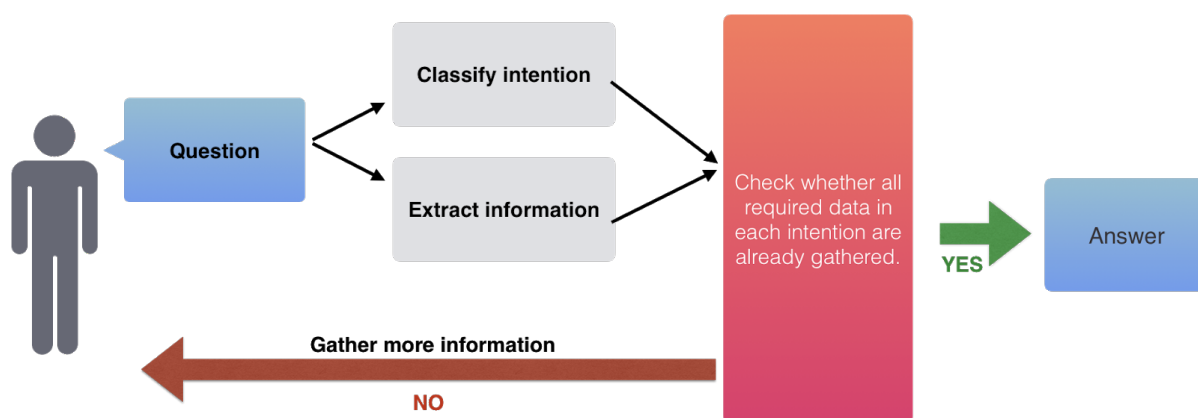 Question
Classify intention
Extract information
Check whether all
required data in
each intention are
already gathered.
YES
Answer
Gather more information
NO